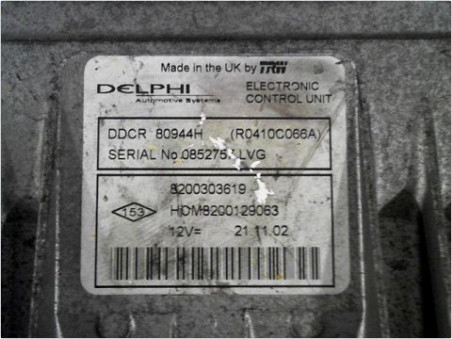 Made in the UK by TRW
DELPHI
Automotive Systems
ELECTRONIC
CONTROL UNIT
DDCR 80944H (R0410C066A)
SERIAL No LVG
8200303619
153
HOM8200129063
12V= 21 11.02